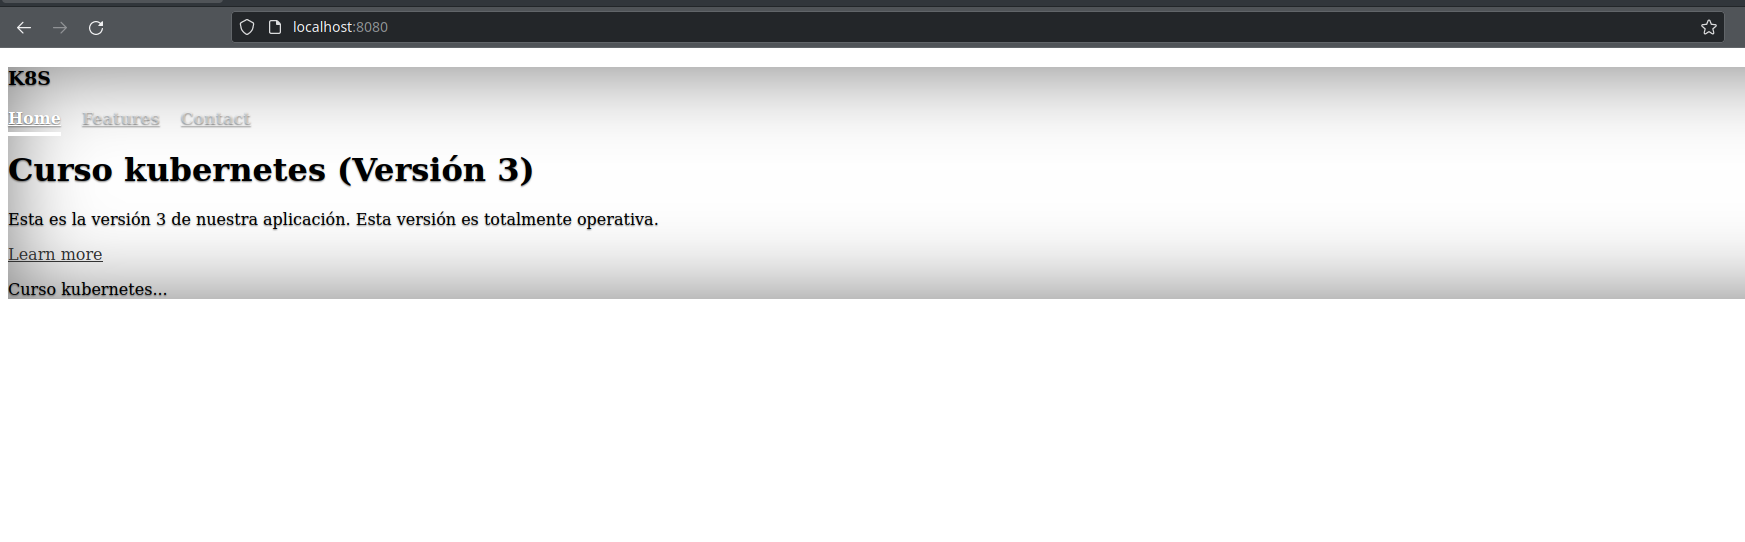 localhost:8080
K8S
Home Features Contact
Curso kubernetes (Versión 3)
Esta es la versión 3 de nuestra aplicación. Esta versión es totalmente operativa.
Learn more
Curso kubernetes...